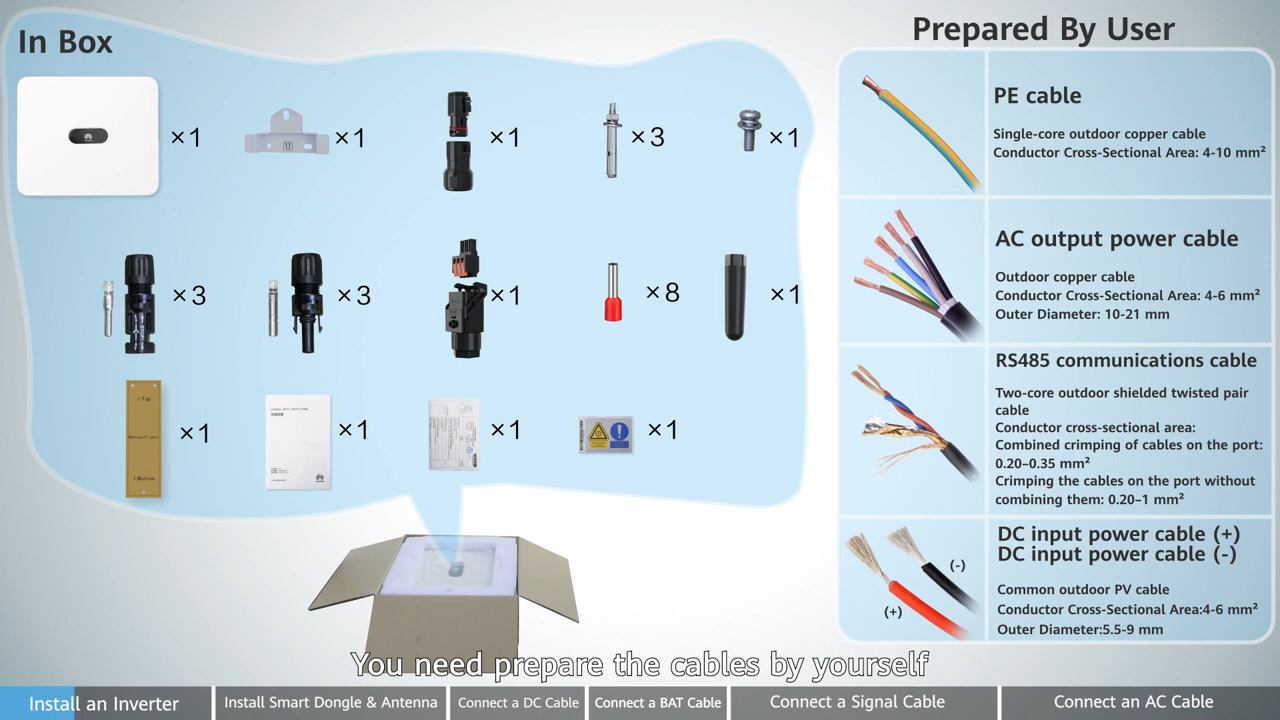 In Box
×1
×1
×1
×3
×1
×3
×3
×1
×8
×1
×1
×1
×1
×1
Prepared By User
PE cable
Single-core outdoor copper cable
Conductor Cross-Sectional Area: 4-10 mm²
AC output power cable
Outdoor copper cable
Conductor Cross-Sectional Area: 4-6 mm²
Outer Diameter: 10-21 mm
RS485 communications cable
Two-core outdoor shielded twisted pair
cable
Conductor cross-sectional area:
Combined crimping of cables on the port:
0.20–0.35 mm²
Crimping the cables on the port without
combining them: 0.20–1 mm²
DC input power cable (+)
DC input power cable (-)
(-)
(+)
Common outdoor PV cable
Conductor Cross-Sectional Area:4-6 mm²
Outer Diameter:5.5-9 mm
You need prepare the cables by yourself
Install an Inverter
Install Smart Dongle & Antenna
Connect a DC Cable
Connect a BAT Cable
Connect a Signal Cable
Connect an AC Cable